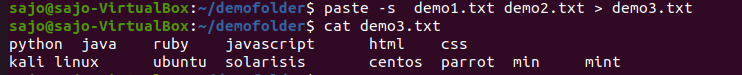 sajo@sajo-VirtualBox:~/demofolder$ paste -s  demo1.txt demo2.txt > demo3.txt
sajo@sajo-VirtualBox:~/demofolder$ cat demo3.txt
python  java    ruby    javascript      html    css
kali linux      ubuntu  solarisis       centos  parrot  min     mint